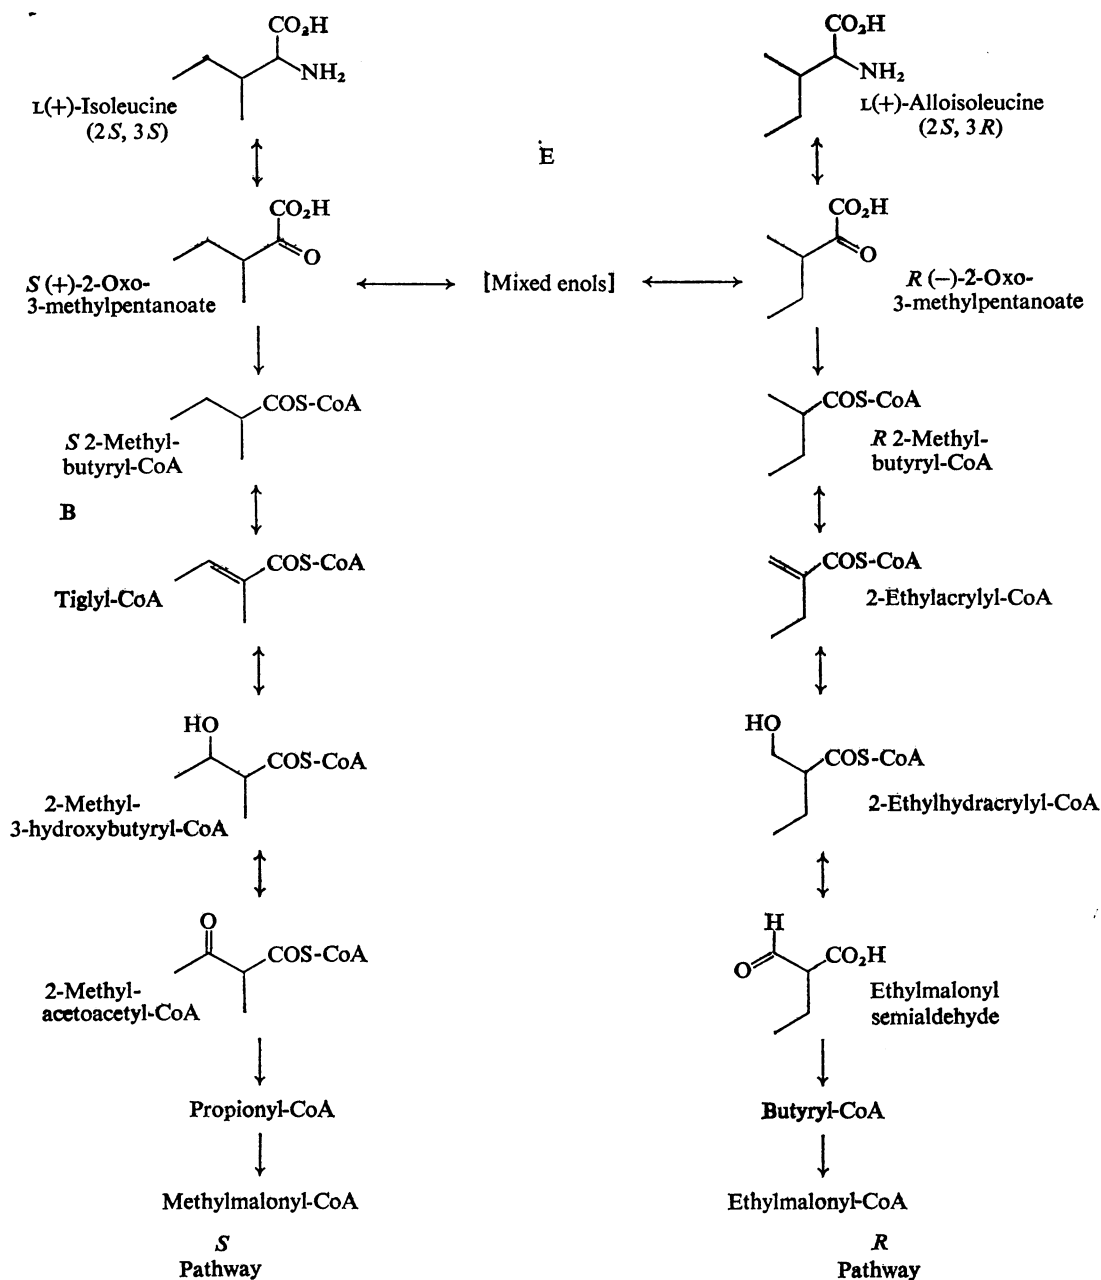 CO₂H
NH₂
L(+)-Isoleucine
(2S, 3S)
CO₂H
NH₂
L(+)-Alloisoleucine
(2S, 3R)
E
CO₂H
O
S(+)-2-Oxo-
3-methylpentanoate
[Mixed enols]
CO₂H
O
R(−)-2-Oxo-
3-methylpentanoate
COS-CoA
S 2-Methyl-
butyryl-CoA
COS-CoA
R 2-Methyl-
butyryl-CoA
B
COS-CoA
Tiglyl-CoA
COS-CoA
2-Ethylacrylyl-CoA
HO
COS-CoA
2-Methyl-
3-hydroxybutyryl-CoA
HO
COS-CoA
2-Ethylhydracrylyl-CoA
O
COS-CoA
2-Methyl-
acetoacetyl-CoA
H
O
CO₂H
Ethylmalonyl
semialdehyde
Propionyl-CoA
Butyryl-CoA
Methylmalonyl-CoA
Ethylmalonyl-CoA
S
Pathway
R
Pathway